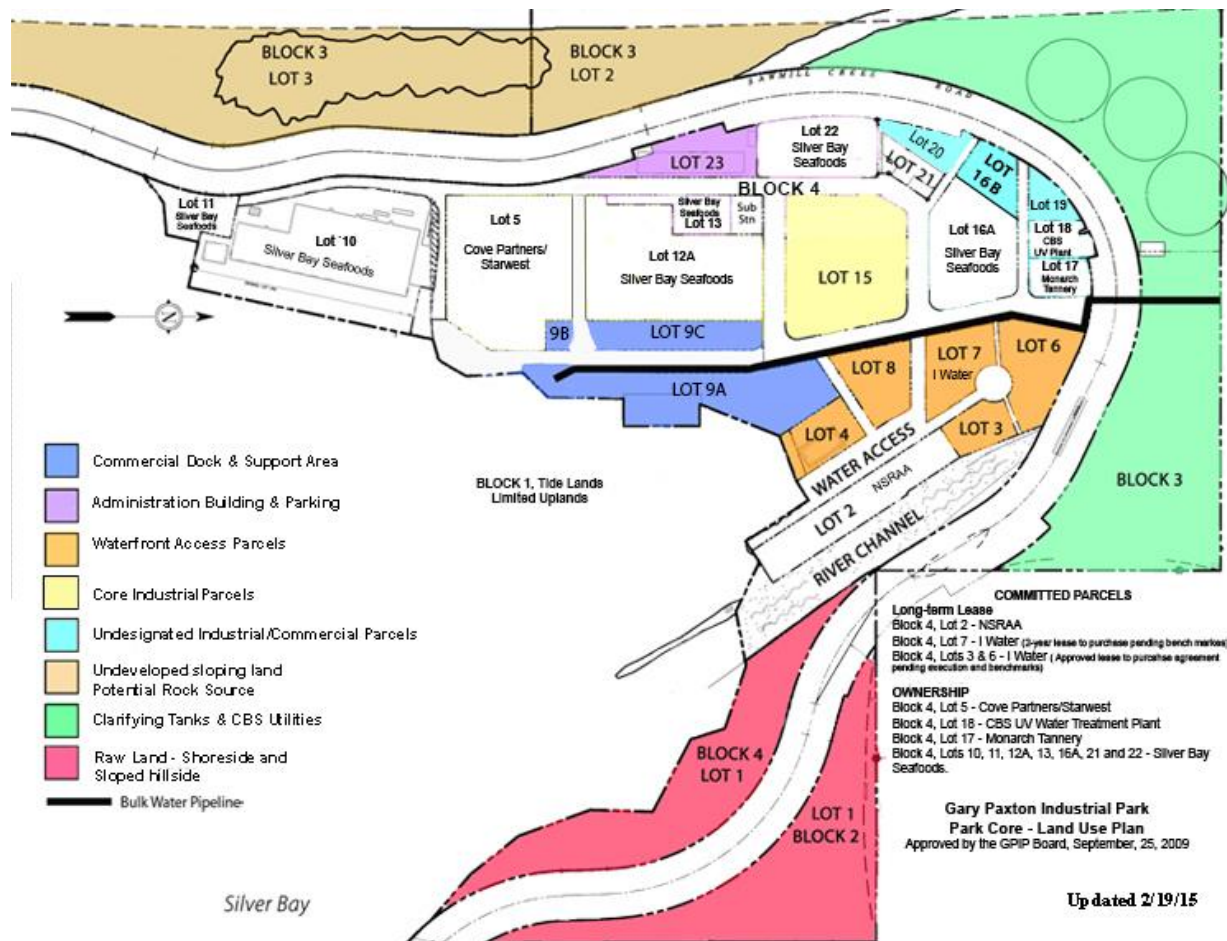 BLOCK 3
LOT 3
BLOCK 3
LOT 2
SAWMILL CREEK ROAD
Lot 22
Silver Bay
Seafoods
Lot 20
LOT 21
LOT
16B
LOT 23
BLOCK 4
Lot 11
Silver Bay
Seafoods
Lot 10
Silver Bay Seafoods
Lot 5
Cove Partners/
Starwest
Silver Bay
Seafoods
Lot 13
Sub
Stn
Lot 12A
Silver Bay Seafoods
LOT 15
Lot 16A
Silver Bay
Seafoods
Lot 19
Lot 18
CBS
UV Plant
Lot 17
Monarch
Tannery
N
9B
LOT 9C
LOT 9A
LOT 8
LOT 7
I Water
LOT 6
LOT 4
LOT 3
WATER ACCESS
NSRAA
LOT 2
RIVER CHANNEL
BLOCK 3
BLOCK 1, Tide Lands
Limited Uplands
Commercial Dock & Support Area
Administration Building & Parking
Waterfront Access Parcels
Core Industrial Parcels
Undesignated Industrial/Commercial Parcels
Undeveloped sloping land
Potential Rock Source
Clarifying Tanks & CBS Utilities
Raw Land - Shoreside and
Sloped hillside
Bulk Water Pipeline
BLOCK 4
LOT 1
LOT 1
BLOCK 2
Silver Bay
COMMITTED PARCELS
Long-term Lease
Block 4, Lot 2 - NSRAA
Block 4, Lot 7 - I Water (2-year lease to purchase pending bench markes)
Block 4, Lots 3 & 6 - I Water ( Approved lease to purcahse agreement
pending execution and benchmarks)
OWNERSHIP
Block 4, Lot 5 - Cove Partners/Starwest
Block 4, Lot 18 - CBS UV Water Treatment Plant
Block 4, Lot 17 - Monarch Tannery
Block 4, Lots 10, 11, 12A, 13, 16A, 21 and 22 - Silver Bay
Seafoods.
Gary Paxton Industrial Park
Park Core - Land Use Plan
Approved by the GPIP Board, September, 25, 2009
Updated 2/19/15